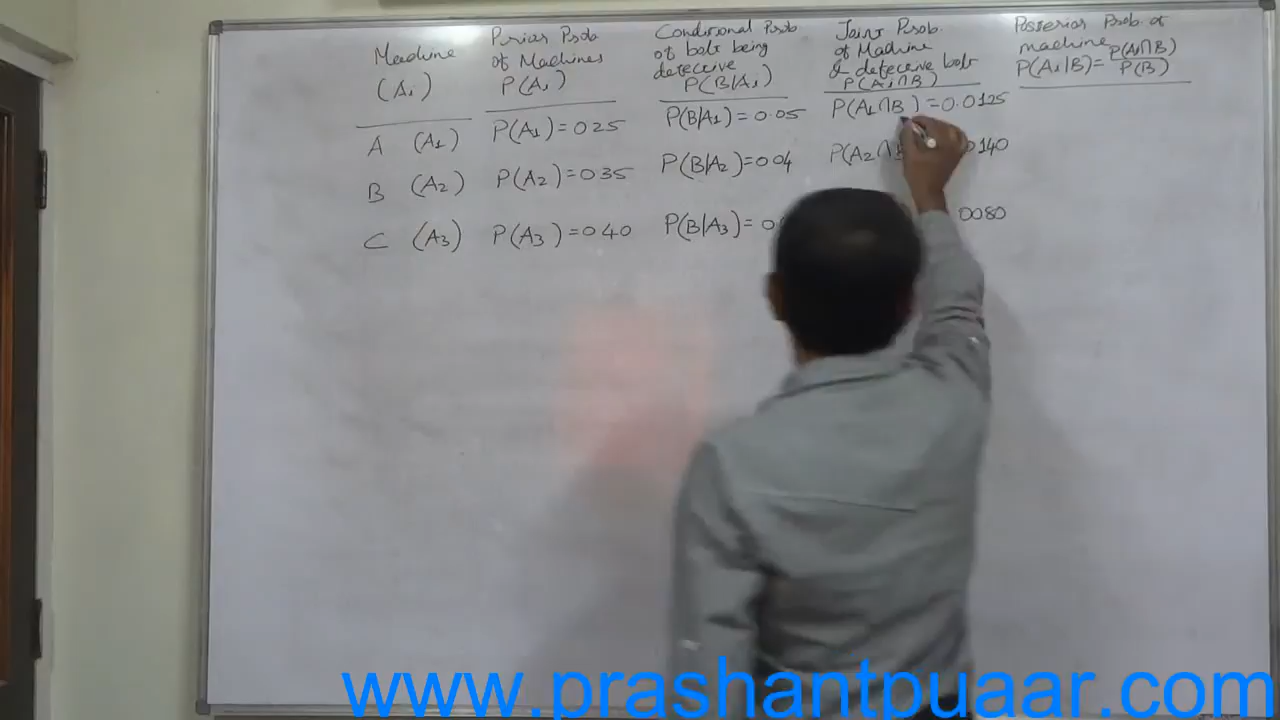 Machine
(Ai)
A (A1)
B (A2)
C (A3)
Prior Prob
of Machines
P(Ai)
P(A1) = 0.25
P(A2) = 0.35
P(A3) = 0.40
Conditional Prob
of bolt being
defective
P(B|Ai)
P(B|A1) = 0.05
P(B|A2) = 0.04
P(B|A3) = 0
Joint Prob.
of Machine
& defective bolt
P(Ai∩B)
P(A1∩B) = 0.0125
P(A2∩ 0140
0080
Posterior Prob. of
machine
P(Ai|B) = P(Ai∩B)
P(B)
www.prashantpuaar.com